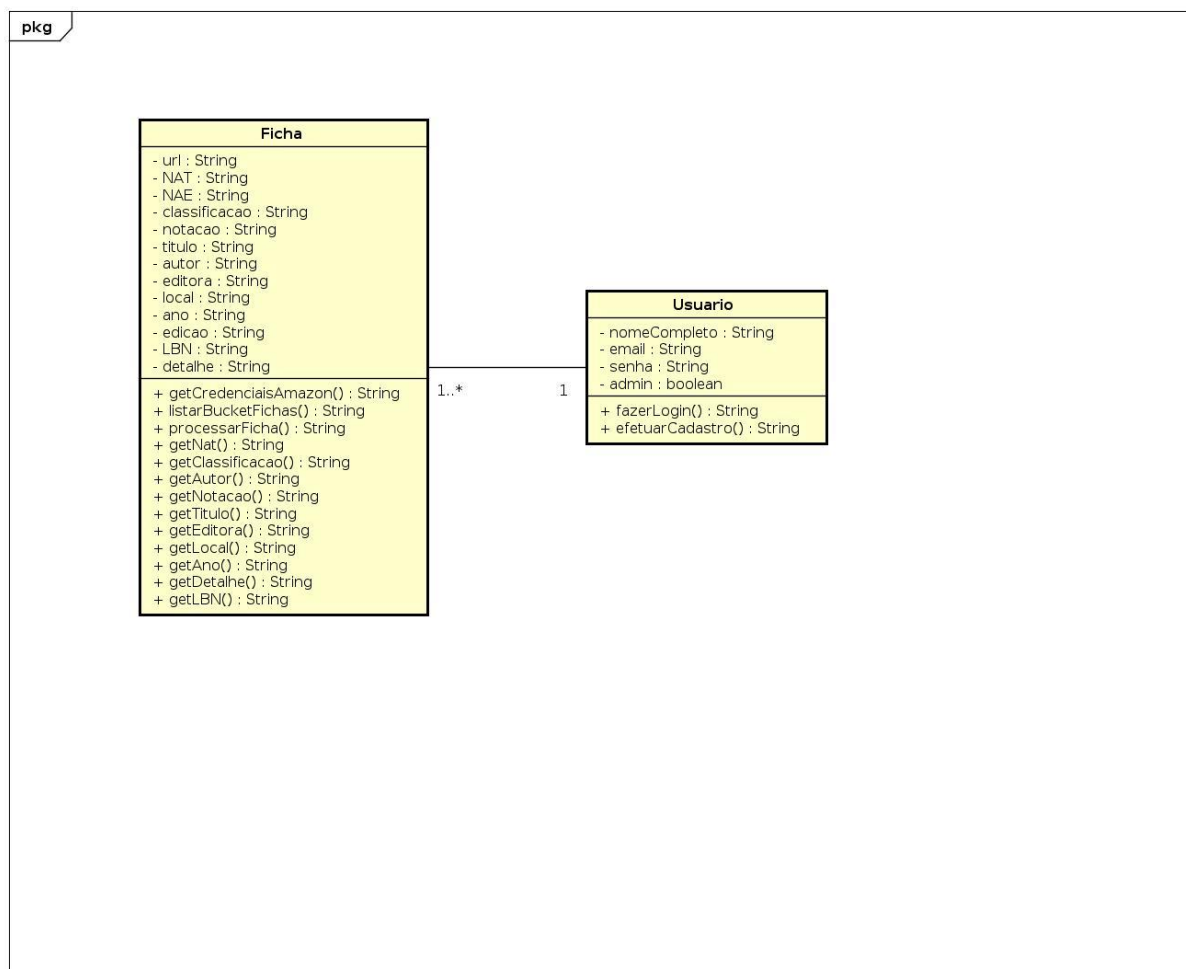 pkg
Ficha
- url : String
- NAT : String
- NAE : String
- classificacao : String
- notacao : String
- titulo : String
- autor : String
- editora : String
- local : String
- ano : String
- edicao : String
- LBN : String
- detalhe : String
+ getCredenciaisAmazon() : String
+ listarBucketFichas() : String
+ processarFicha() : String
+ getNat() : String
+ getClassificacao() : String
+ getAutor() : String
+ getNotacao() : String
+ getTitulo() : String
+ getEditora() : String
+ getLocal() : String
+ getAno() : String
+ getDetalhe() : String
+ getLBN() : String
1..*
1
Usuario
- nomeCompleto : String
- email : String
- senha : String
- admin : boolean
+ fazerLogin() : String
+ efetuarCadastro() : String